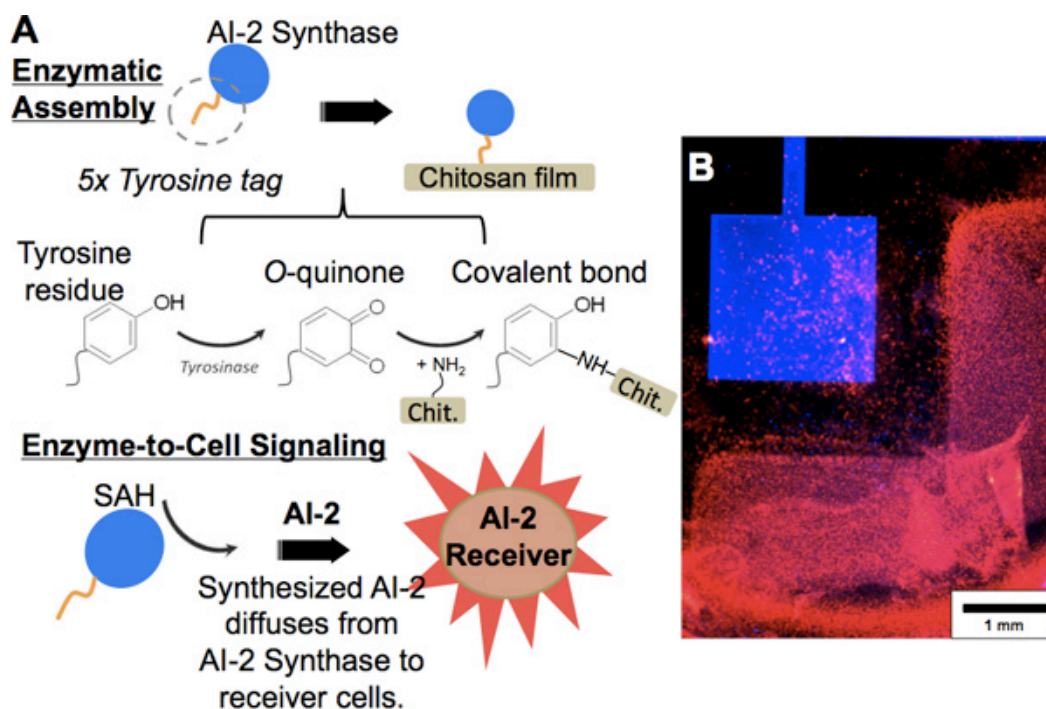 A
AI-2 Synthase
Enzymatic
Assembly
5x Tyrosine tag
Chitosan film
Tyrosine
residue
O-quinone
Covalent bond
OH
O
O
OH
Tyrosinase
+ NH2
Chit.
NH
Chit.
Enzyme-to-Cell Signaling
SAH
AI-2
AI-2
Receiver
Synthesized AI-2
diffuses from
AI-2 Synthase to
receiver cells.
B
1 mm